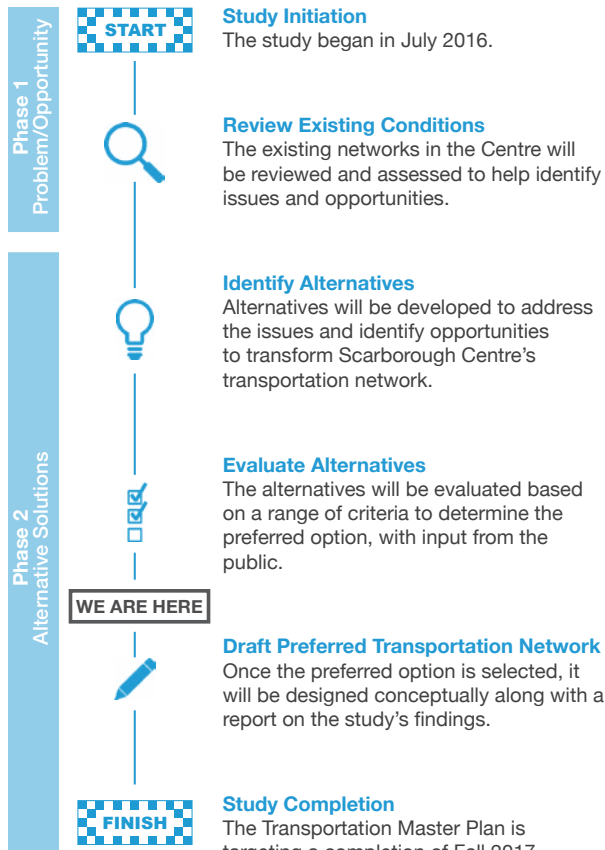 Phase 1
Problem/Opportunity
START
Study Initiation
The study began in July 2016.
Review Existing Conditions
The existing networks in the Centre will
be reviewed and assessed to help identify
issues and opportunities.
Phase 2
Alternative Solutions
Identify Alternatives
Alternatives will be developed to address
the issues and identify opportunities
to transform Scarborough Centre’s
transportation network.
Evaluate Alternatives
The alternatives will be evaluated based
on a range of criteria to determine the
preferred option, with input from the
public.
WE ARE HERE
Draft Preferred Transportation Network
Once the preferred option is selected, it
will be designed conceptually along with a
report on the study’s findings.
FINISH
Study Completion
The Transportation Master Plan is
targeting a completion of Fall 2017